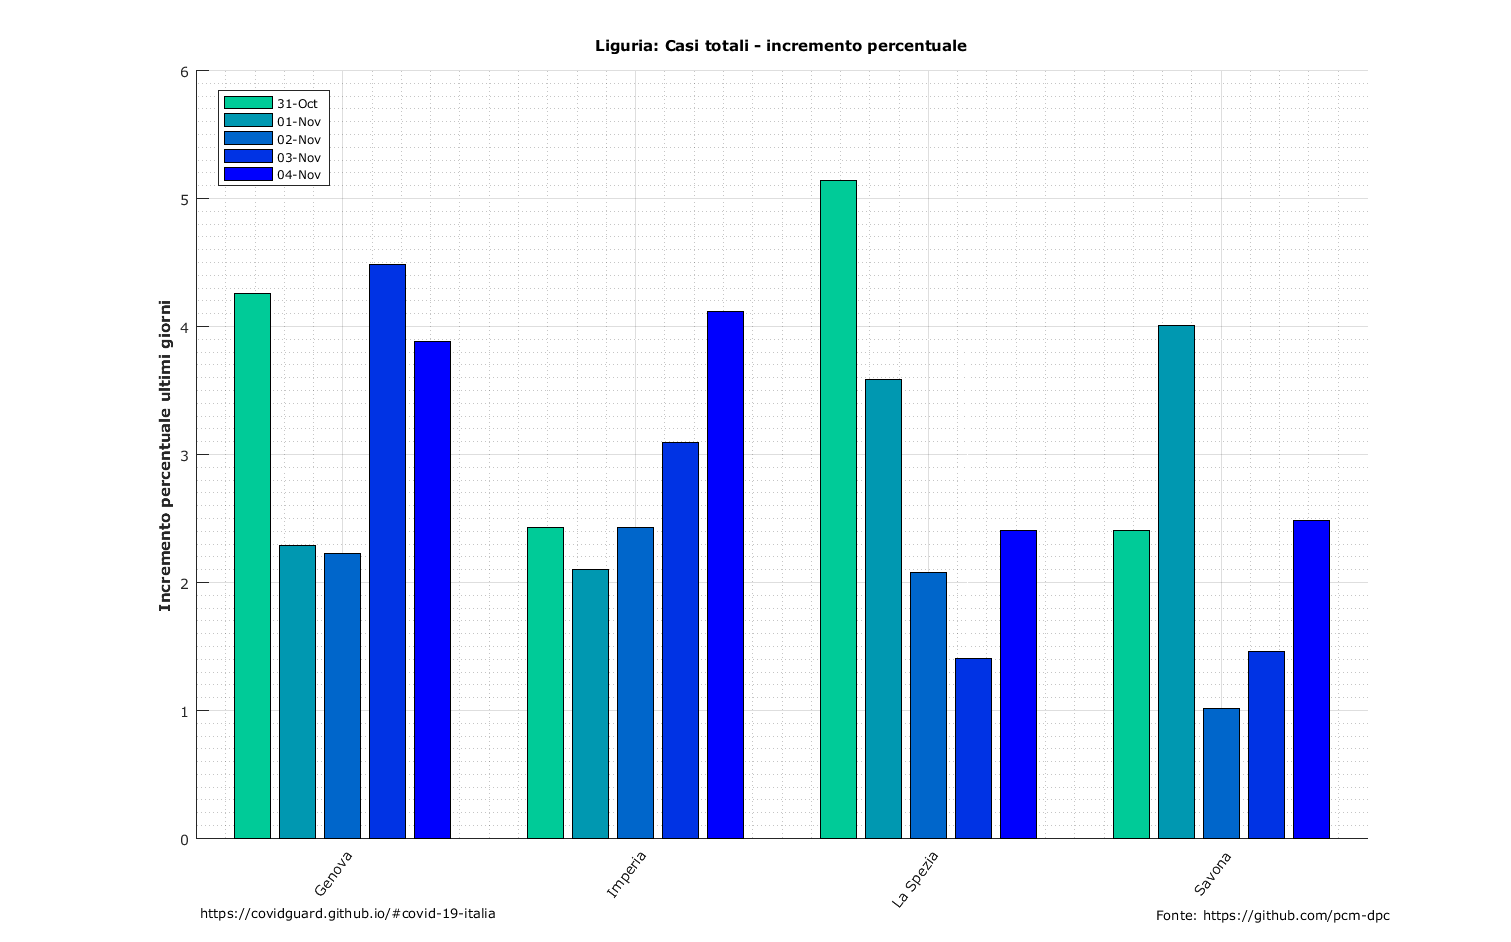 Liguria: Casi totali - incremento percentuale
6
5
4
3
2
1
0
Incremento percentuale ultimi giorni
31-Oct
01-Nov
02-Nov
03-Nov
04-Nov
Genova
Imperia
La Spezia
Savona
https://covidguard.github.io/#covid-19-italia
Fonte: https://github.com/pcm-dpc